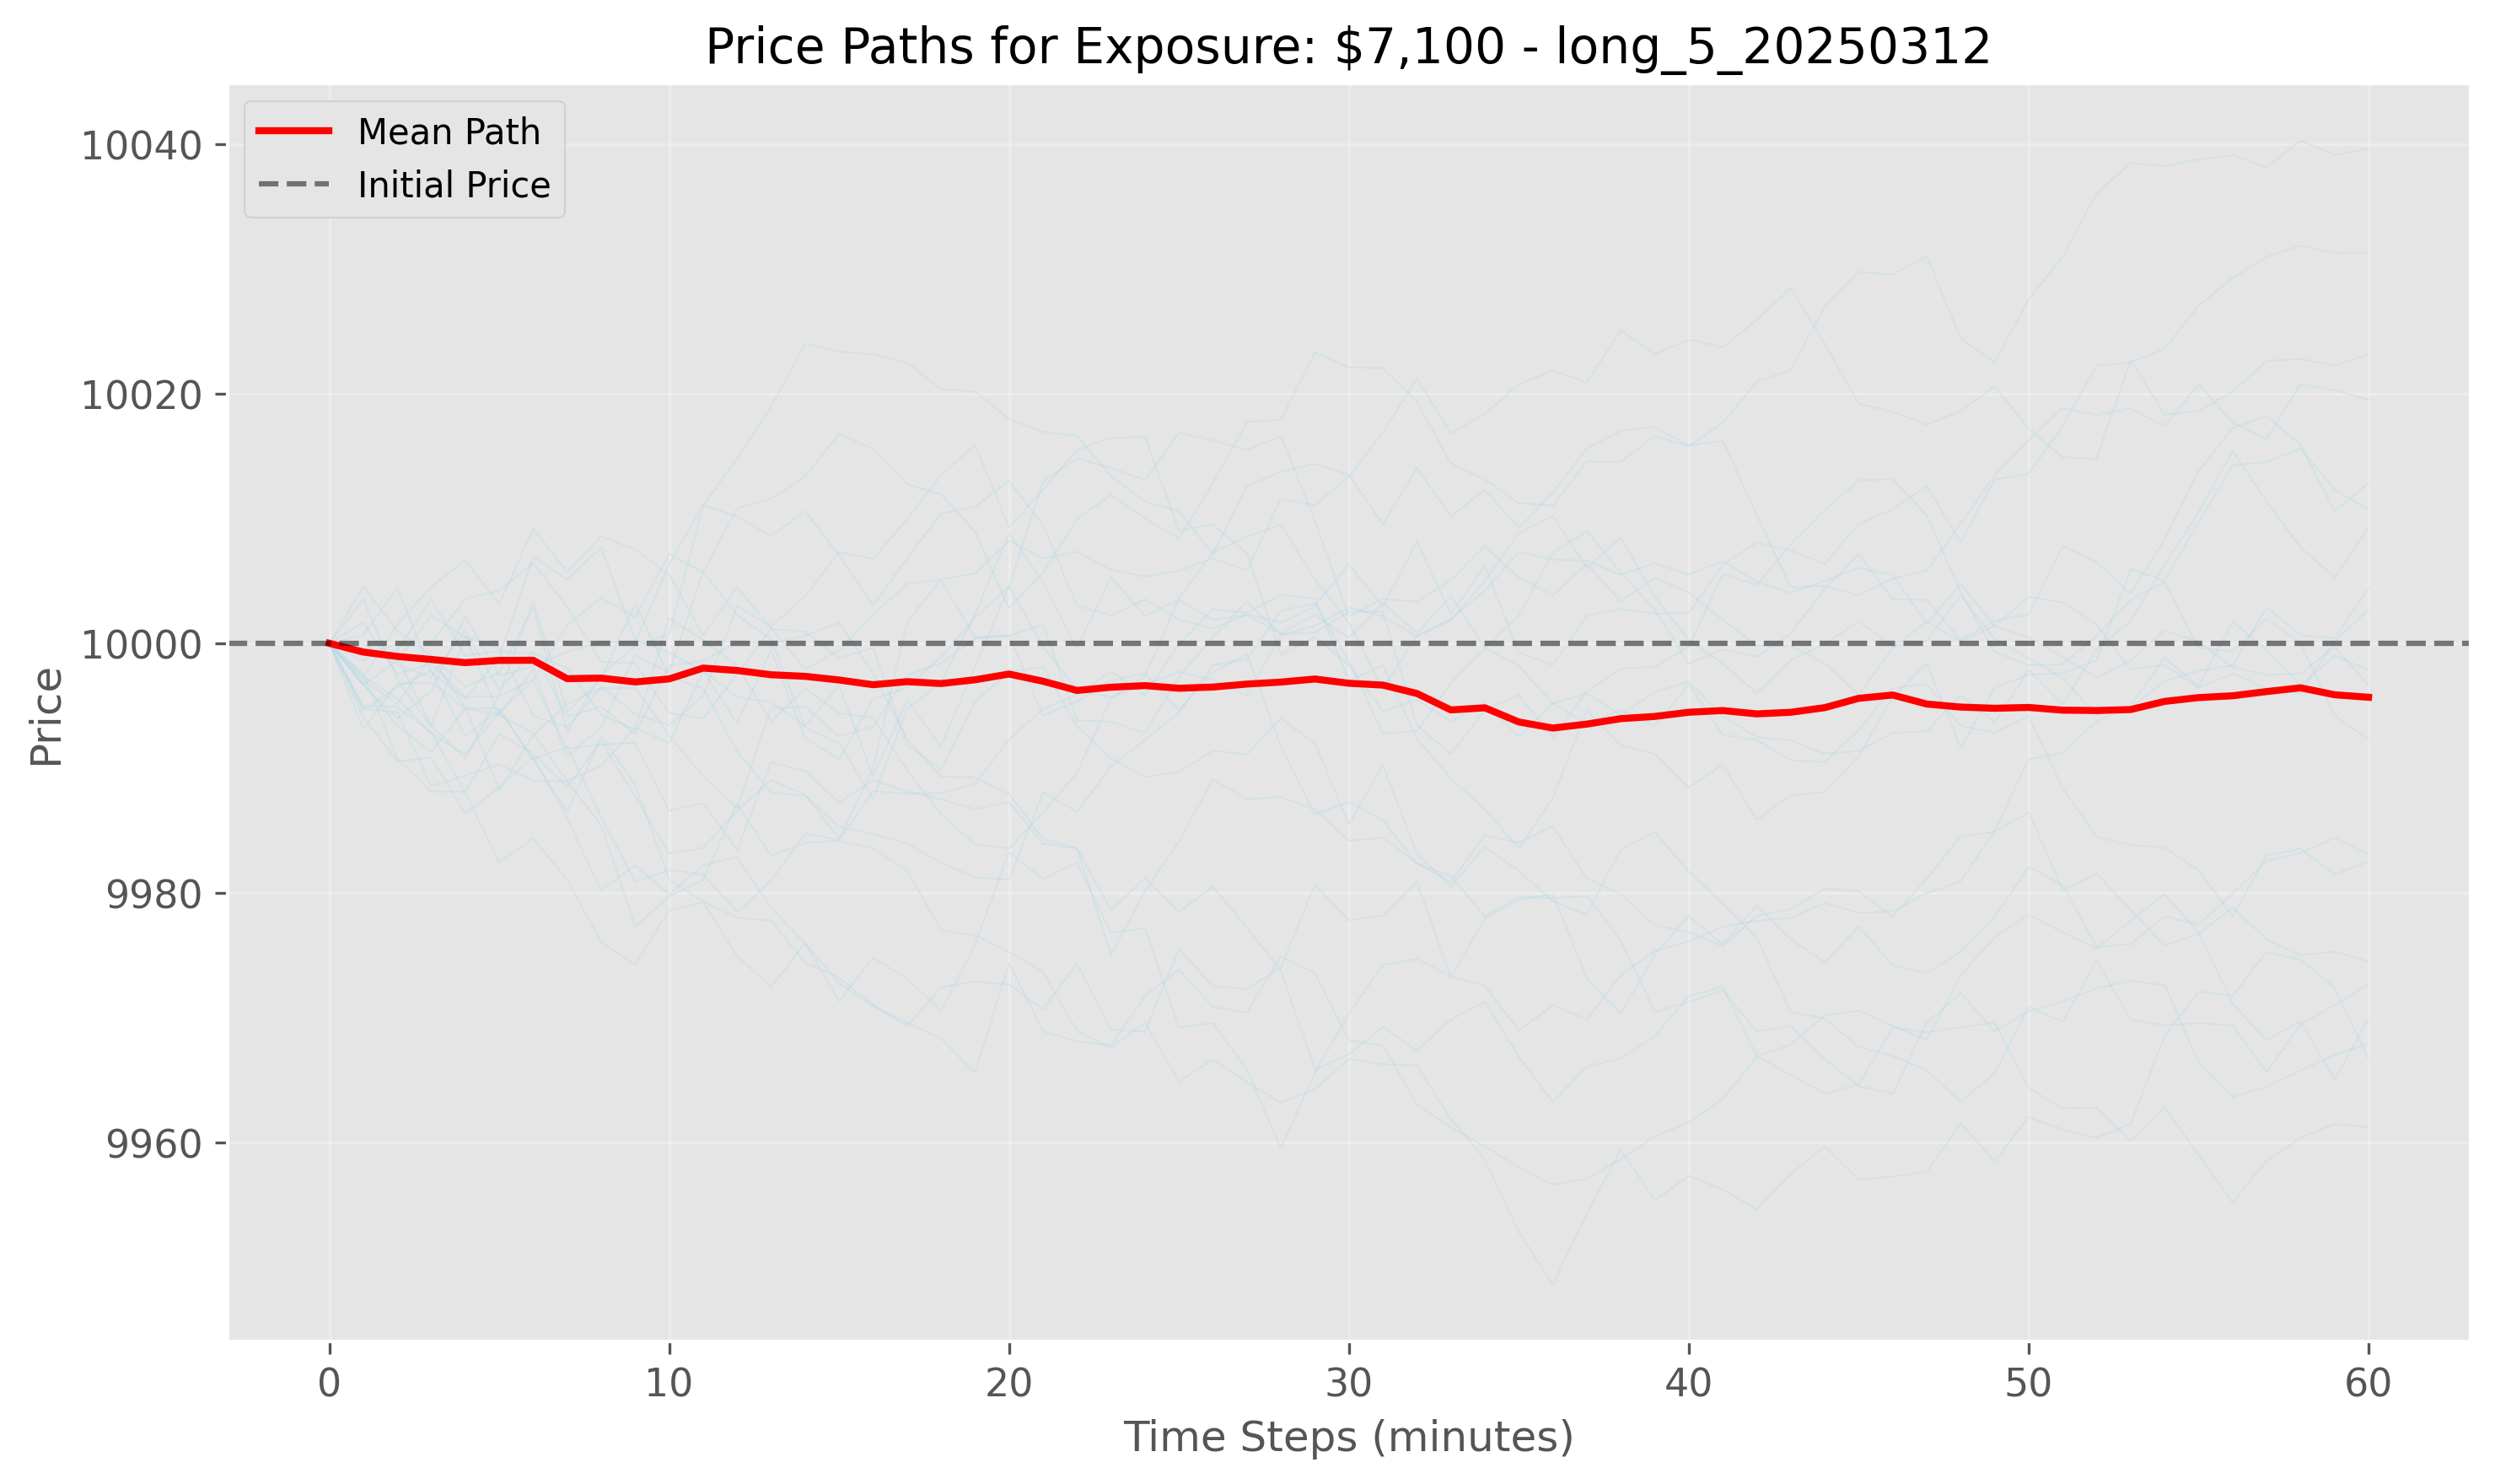 Price Paths for Exposure: $7,100 - long_5_20250312
Mean Path
Initial Price
Price
10040
10020
10000
9980
9960
0 10 20 30 40 50 60
Time Steps (minutes)